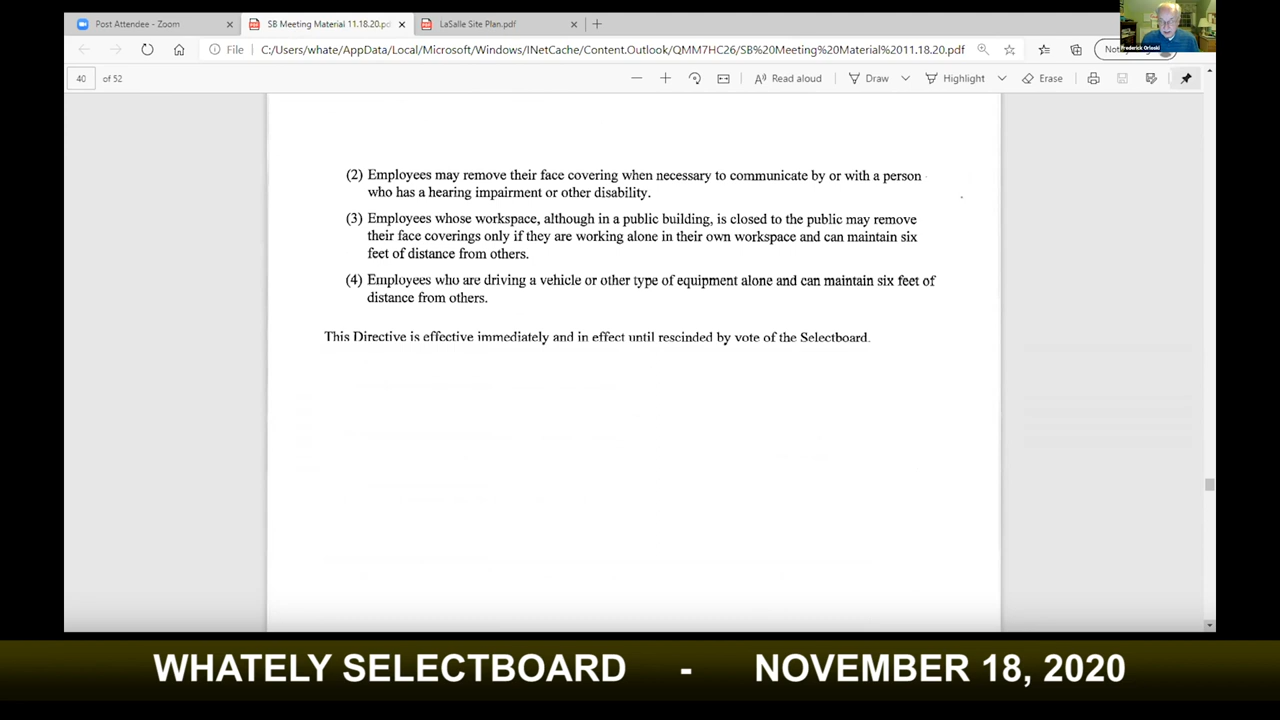 Post Attendee - Zoom
SB Meeting Material 11.18.20.pdf
LaSalle Site Plan.pdf
File
C:/Users/whate/AppData/Local/Microsoft/Windows/INetCache/Content.Outlook/QMM7HC26/SB%20Meeting%20Material%2011.18.20.pdf
Frederick Orloski
40 of 52
Read aloud
Draw
Highlight
Erase
(2) Employees may remove their face covering when necessary to communicate by or with a person
who has a hearing impairment or other disability.
(3) Employees whose workspace, although in a public building, is closed to the public may remove
their face coverings only if they are working alone in their own workspace and can maintain six
feet of distance from others.
(4) Employees who are driving a vehicle or other type of equipment alone and can maintain six feet of
distance from others.
This Directive is effective immediately and in effect until rescinded by vote of the Selectboard.
WHATELY SELECTBOARD - NOVEMBER 18, 2020